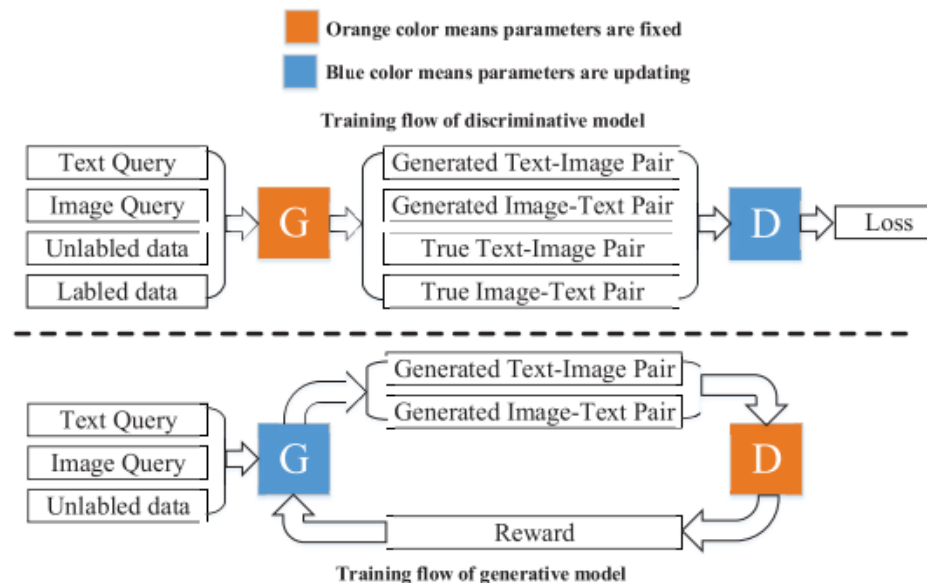 Orange color means parameters are fixed
Blue color means parameters are updating
Training flow of discriminative model
Text Query
Image Query
Unlabled data
Labled data
G
Generated Text-Image Pair
Generated Image-Text Pair
True Text-Image Pair
True Image-Text Pair
D
Loss
Generated Text-Image Pair
Generated Image-Text Pair
Text Query
Image Query
Unlabled data
G
D
Reward
Training flow of generative model